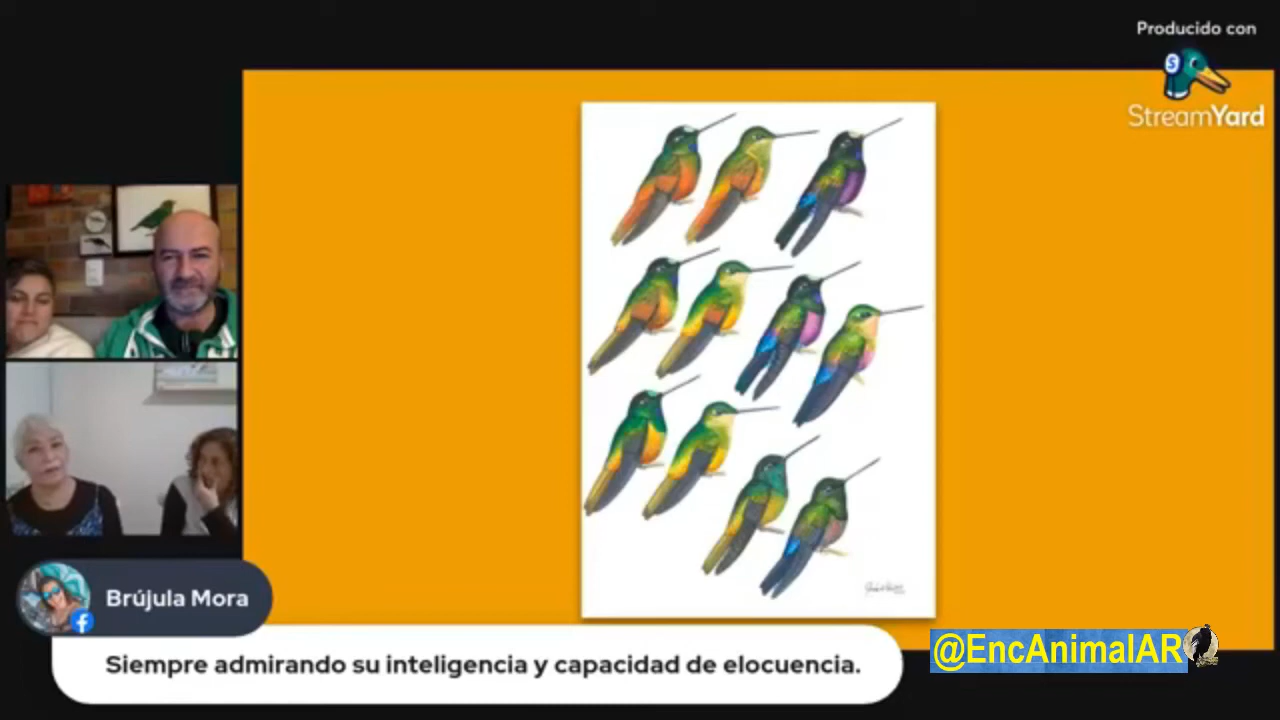 Producido con
StreamYard
Brújula Mora
Siempre admirando su inteligencia y capacidad de elocuencia.
@EncAnimalAR